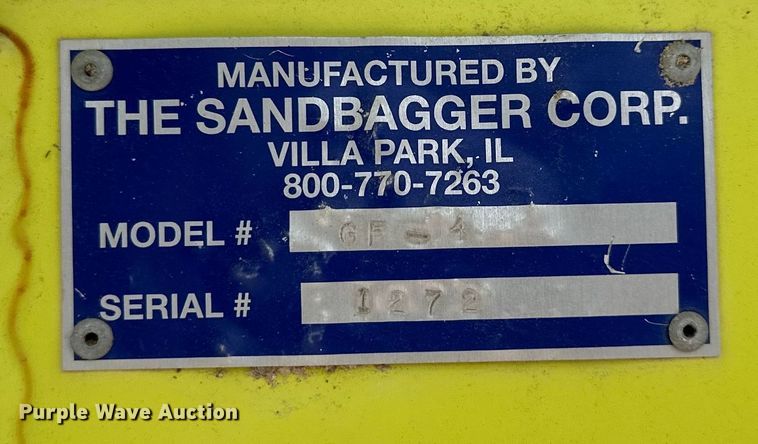 MANUFACTURED BY
THE SANDBAGGER CORP.
VILLA PARK, IL
800-770-7263
MODEL # GF-4
SERIAL # 1272
Purple Wave Auction